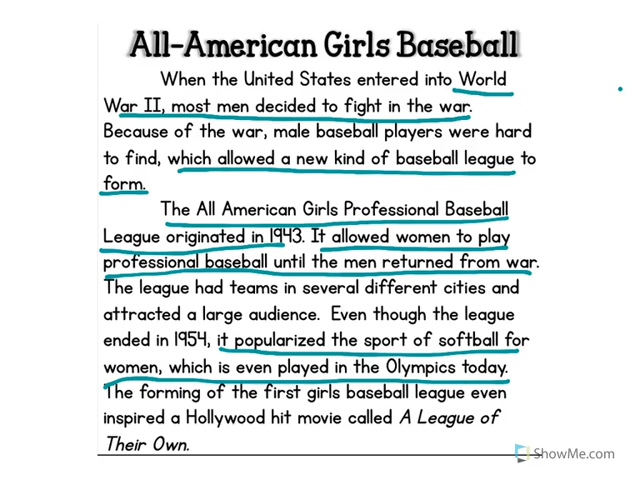 All-American Girls Baseball
When the United States entered into World
War II, most men decided to fight in the war.
Because of the war, male baseball players were hard
to find, which allowed a new kind of baseball league to
form.
The All American Girls Professional Baseball
League originated in 1943. It allowed women to play
professional baseball until the men returned from war.
The league had teams in several different cities and
attracted a large audience. Even though the league
ended in 1954, it popularized the sport of softball for
women, which is even played in the Olympics today.
The forming of the first girls baseball league even
inspired a Hollywood hit movie called A League of
Their Own.
ShowMe.com